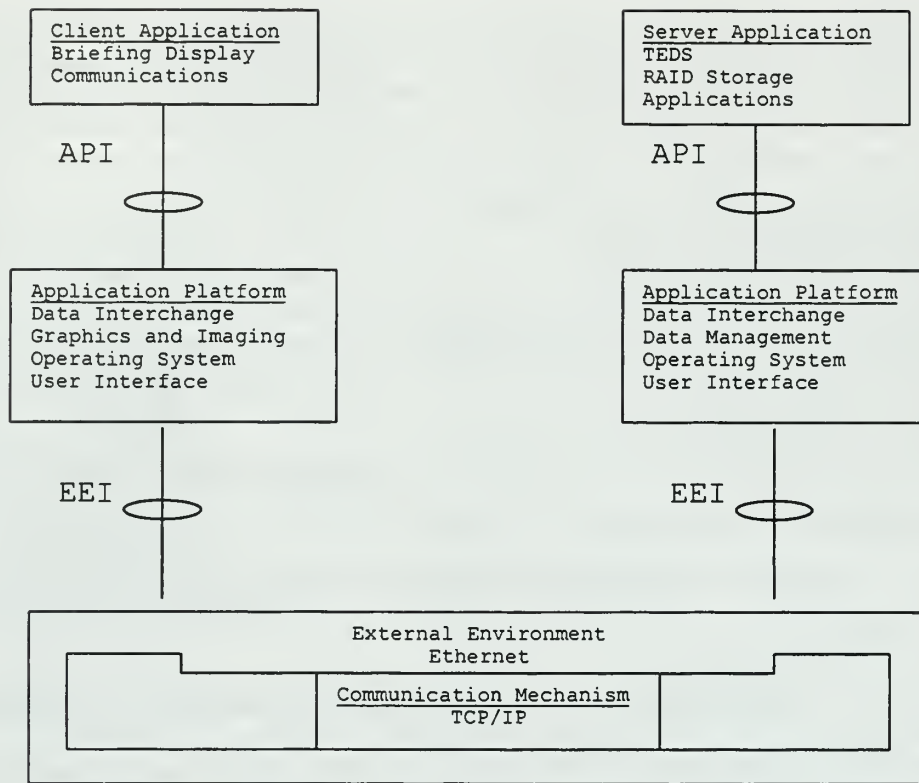 Client Application
Briefing Display
Communications
Server Application
TEDS
RAID Storage
Applications
API
API
Application Platform
Data Interchange
Graphics and Imaging
Operating System
User Interface
Application Platform
Data Interchange
Data Management
Operating System
User Interface
EEI
EEI
External Environment
Ethernet
Communication Mechanism
TCP/IP